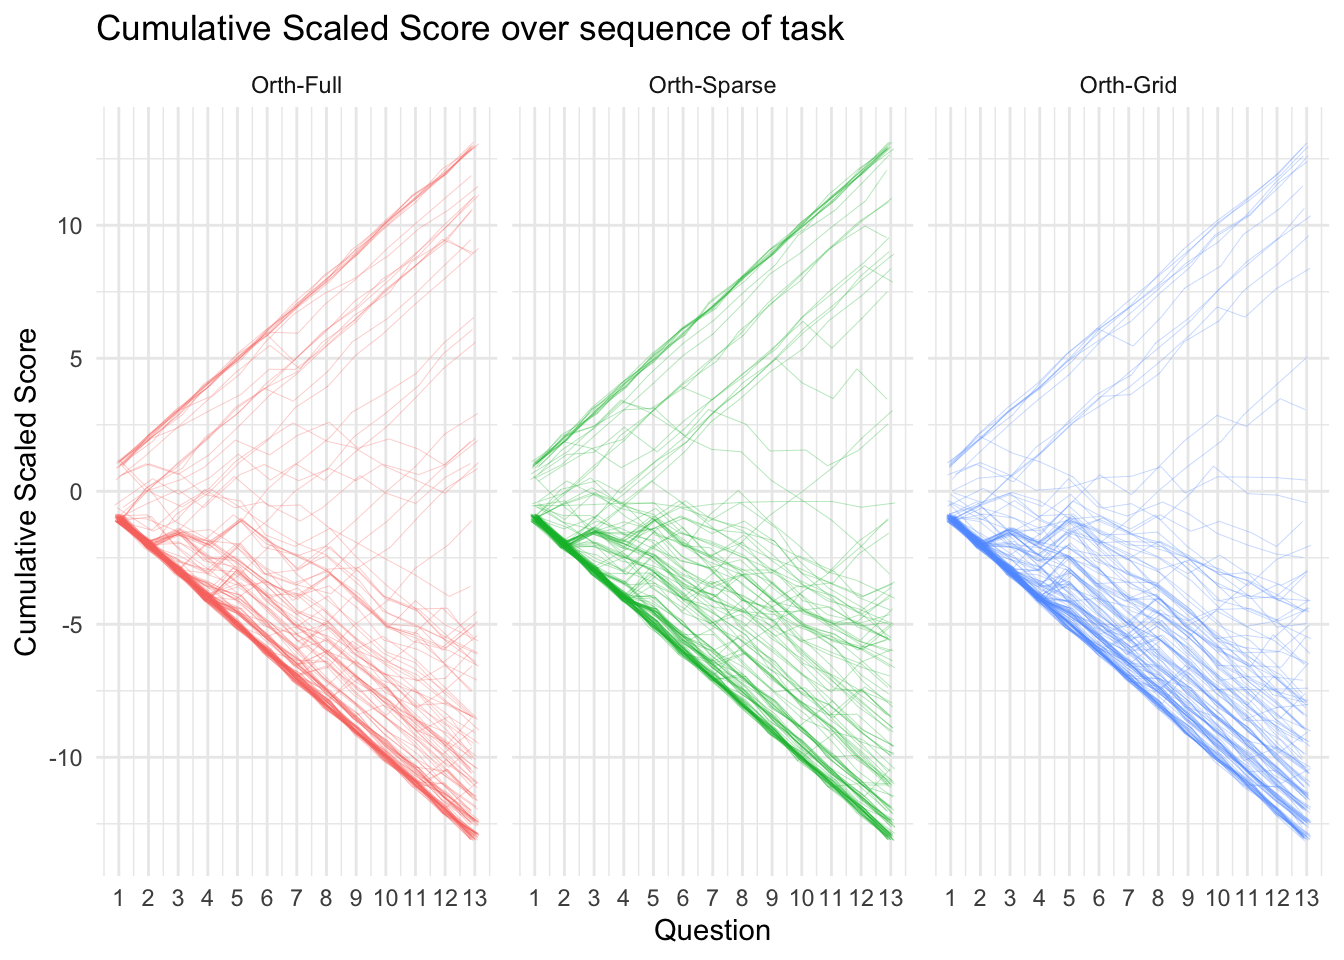 Cumulative Scaled Score over sequence of task
Orth-Full Orth-Sparse Orth-Grid
Cumulative Scaled Score
10
5
0
-5
-10
1 2 3 4 5 6 7 8 9 10 11 12 13 1 2 3 4 5 6 7 8 9 10 11 12 13 1 2 3 4 5 6 7 8 9 10 11 12 13
Question